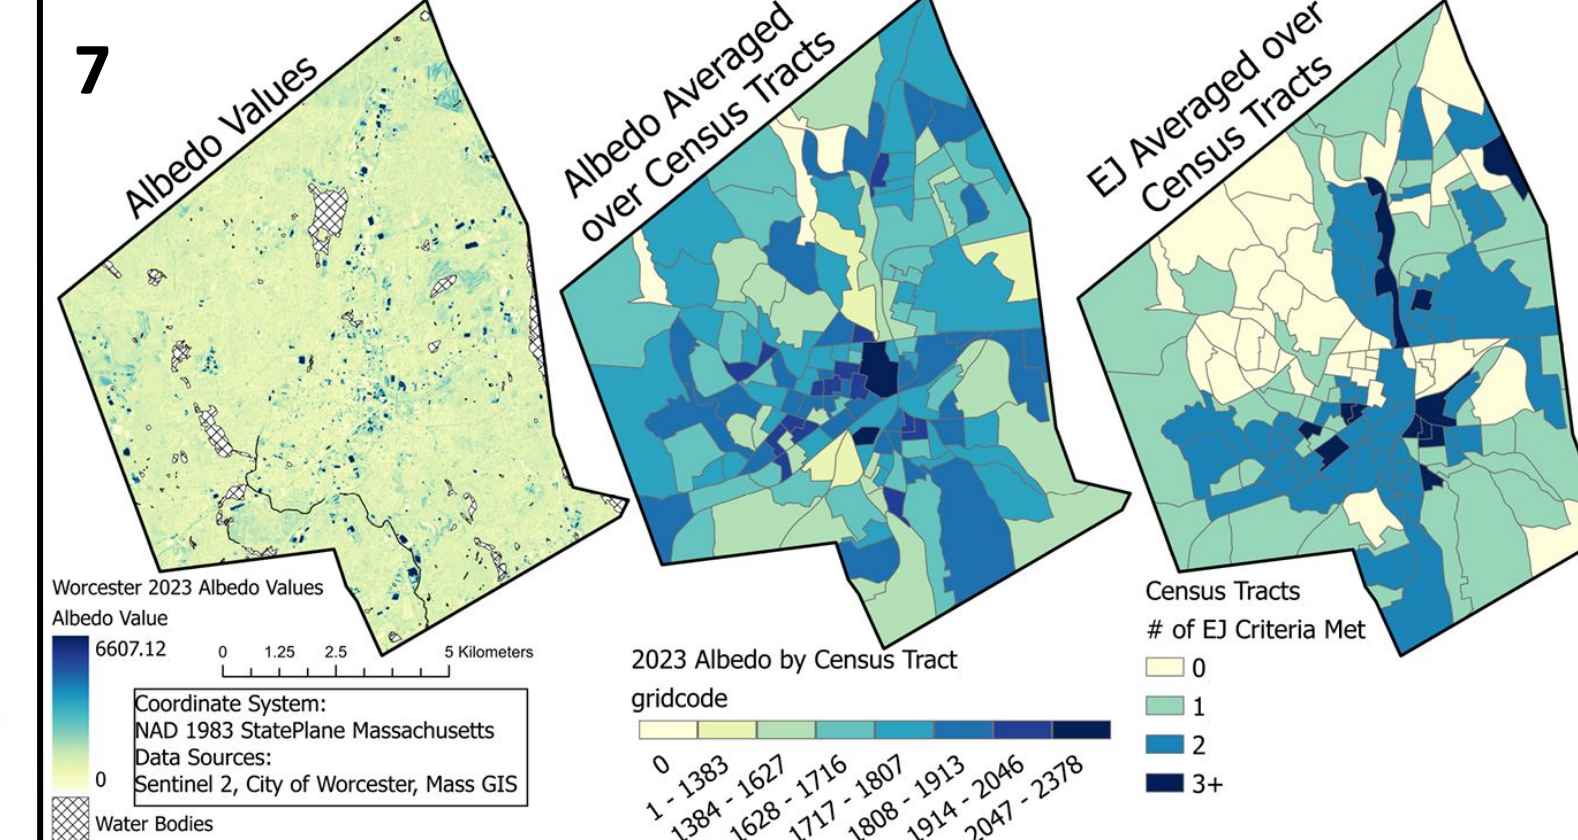 7
Albedo Values
Albedo Averaged
over Census Tracts
EJ Averaged over
Census Tracts
Worcester 2023 Albedo Values
Albedo Value
6607.12
0
0 1.25 2.5 5 Kilometers
Coordinate System:
NAD 1983 StatePlane Massachusetts
Data Sources:
Sentinel 2, City of Worcester, Mass GIS
Water Bodies
2023 Albedo by Census Tract
gridcode
0
1 - 1383
1384 - 1627
1628 - 1716
1717 - 1807
1808 - 1913
1914 - 2046
2047 - 2378
Census Tracts
# of EJ Criteria Met
0
1
2
3+